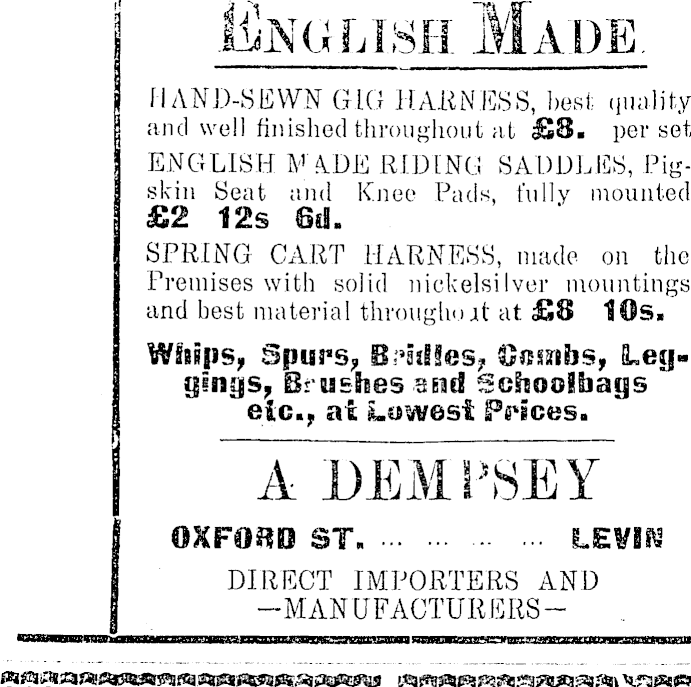 ENGLISH MADE.
HAND-SEWN GIG HARNESS, best quality
and well finished throughout at £8. per set
ENGLISH MADE RIDING SADDLES, Pig-
skin Seat and Knee Pads, fully mounted
£2 12s 6d.
SPRING CART HARNESS, made on the
Premises with solid nickelsilver mountings
and best material throughout at £8 10s.
Whips, Spurs, Bridles, Combs, Leg-
gings, Brushes and Schoolbags
etc., at Lowest Prices.
A DEMPSEY
OXFORD ST. ... ... ... ... LEVIN
DIRECT IMPORTERS AND
—MANUFACTURERS—